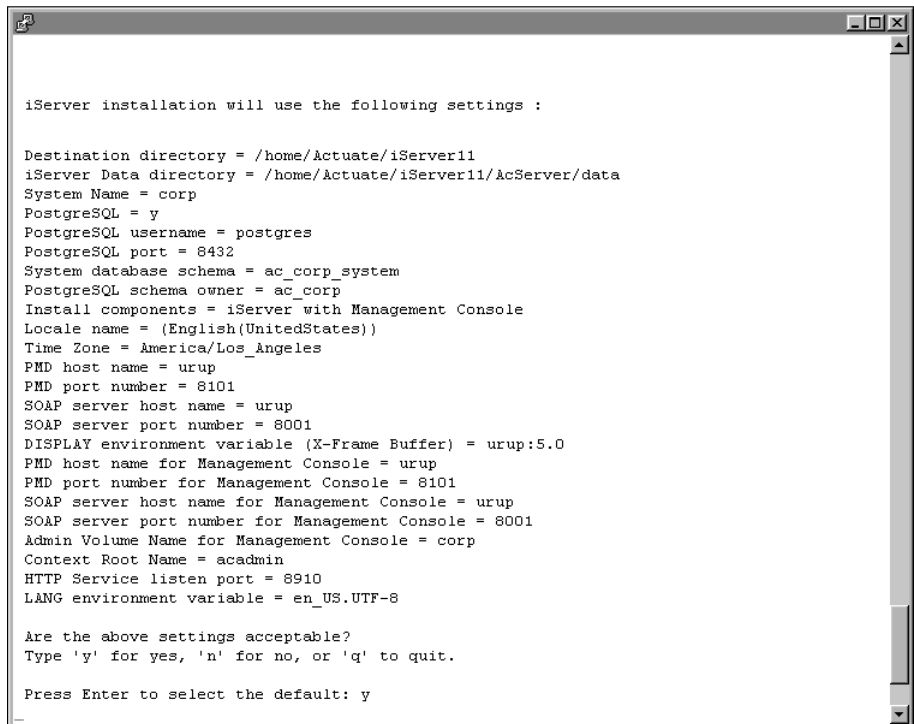 iServer installation will use the following settings :
Destination directory = /home/Actuate/iServer11
iServer Data directory = /home/Actuate/iServer11/AcServer/data
System Name = corp
PostgreSQL = y
PostgreSQL username = postgres
PostgreSQL port = 8432
System database schema = ac_corp_system
PostgreSQL schema owner = ac_corp
Install components = iServer with Management Console
Locale name = (English(UnitedStates))
Time Zone = America/Los_Angeles
PMD host name = urup
PMD port number = 8101
SOAP server host name = urup
SOAP server port number = 8001
DISPLAY environment variable (X-Frame Buffer) = urup:5.0
PMD host name for Management Console = urup
PMD port number for Management Console = 8101
SOAP server host name for Management Console = urup
SOAP server port number for Management Console = 8001
Admin Volume Name for Management Console = corp
Context Root Name = acadmin
HTTP Service listen port = 8910
LANG environment variable = en_US.UTF-8
Are the above settings acceptable?
Type 'y' for yes, 'n' for no, or 'q' to quit.
Press Enter to select the default: y